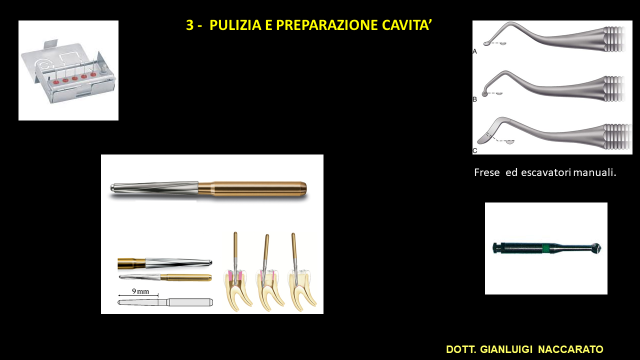 3 - PULIZIA E PREPARAZIONE CAVITA’
A
B
C
Frese ed escavatori manuali.
9 mm
DOTT. GIANLUIGI NACCARATO